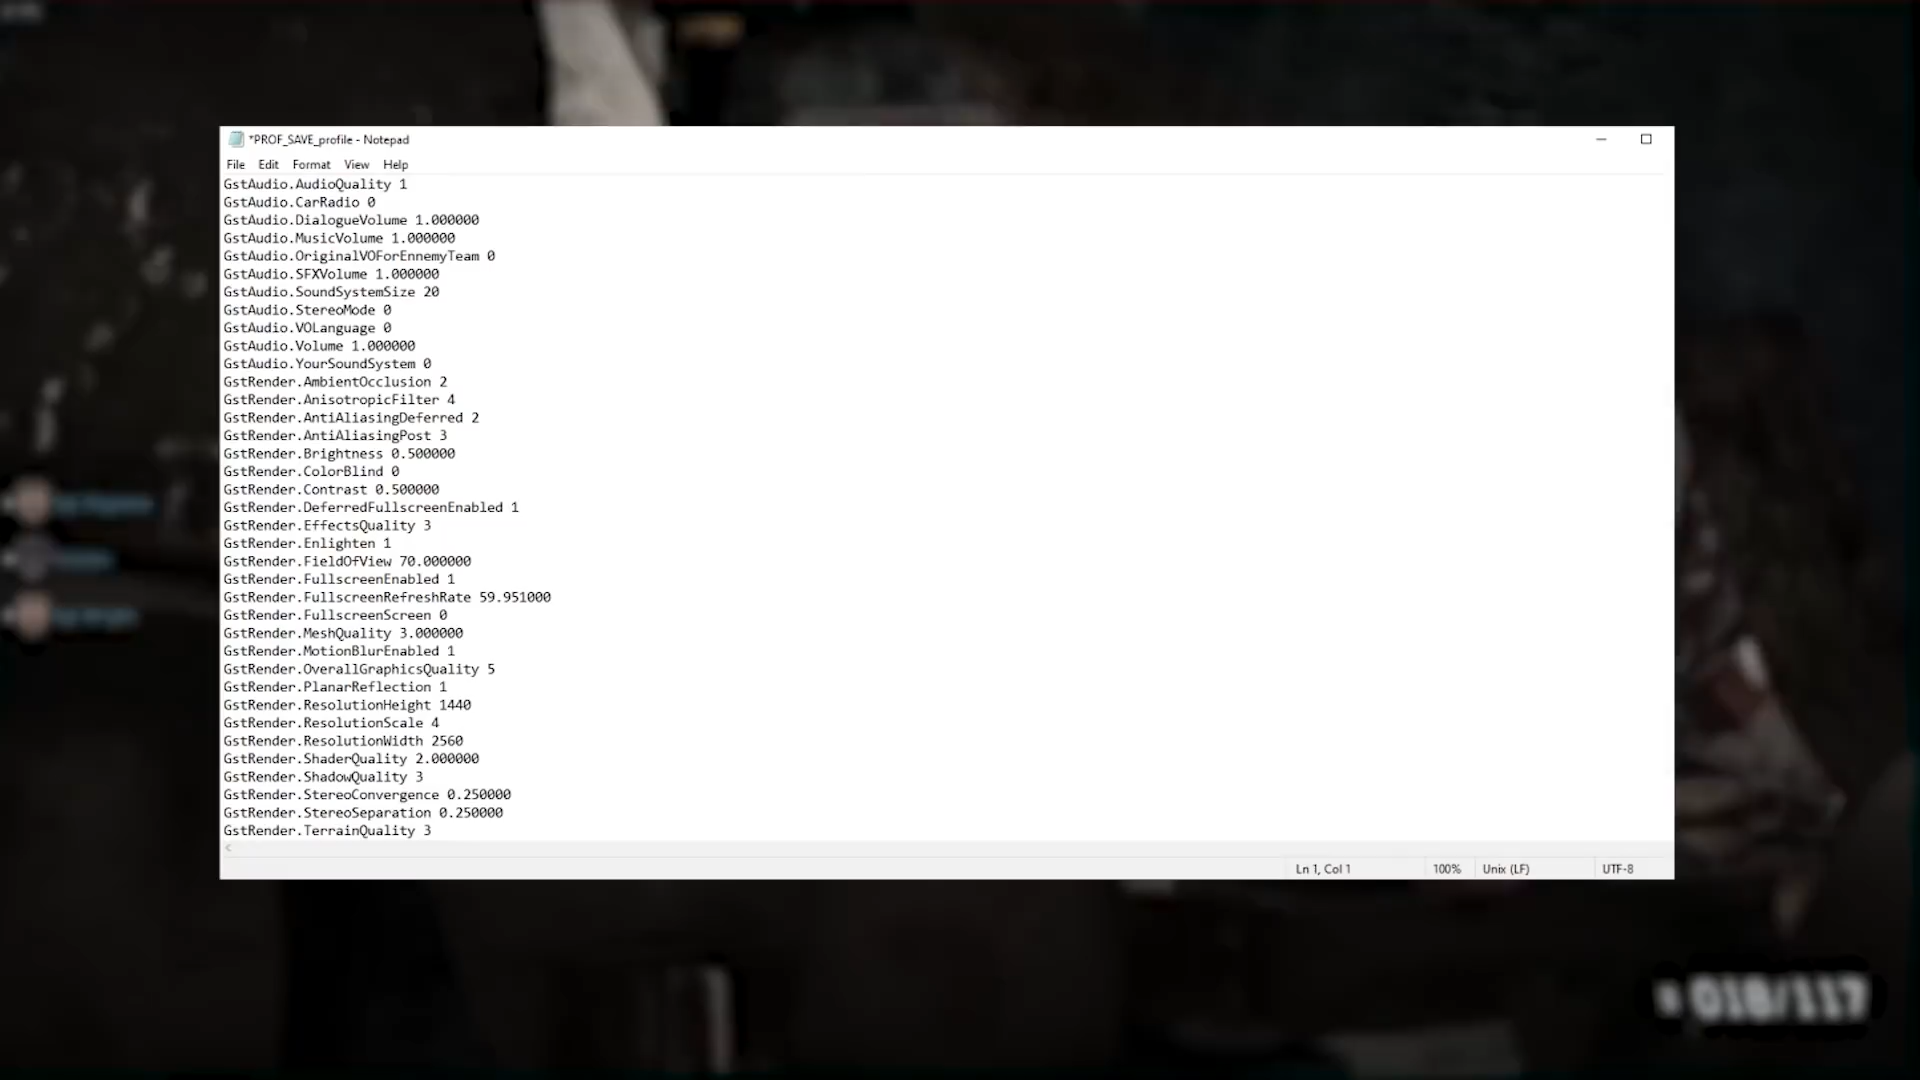 *PROF_SAVE_profile - Notepad
File Edit Format View Help
GstAudio.AudioQuality 1
GstAudio.CarRadio 0
GstAudio.DialogueVolume 1.000000
GstAudio.MusicVolume 1.000000
GstAudio.OriginalVOForEnnemyTeam 0
GstAudio.SFXVolume 1.000000
GstAudio.SoundSystemSize 20
GstAudio.StereoMode 0
GstAudio.VOLanguage 0
GstAudio.Volume 1.000000
GstAudio.YourSoundSystem 0
GstRender.AmbientOcclusion 2
GstRender.AnisotropicFilter 4
GstRender.AntiAliasingDeferred 2
GstRender.AntiAliasingPost 3
GstRender.Brightness 0.500000
GstRender.ColorBlind 0
GstRender.Contrast 0.500000
GstRender.DeferredFullscreenEnabled 1
GstRender.EffectsQuality 3
GstRender.Enlighten 1
GstRender.FieldOfView 70.000000
GstRender.FullscreenEnabled 1
GstRender.FullscreenRefreshRate 59.951000
GstRender.FullscreenScreen 0
GstRender.MeshQuality 3.000000
GstRender.MotionBlurEnabled 1
GstRender.OverallGraphicsQuality 5
GstRender.PlanarReflection 1
GstRender.ResolutionHeight 1440
GstRender.ResolutionScale 4
GstRender.ResolutionWidth 2560
GstRender.ShaderQuality 2.000000
GstRender.ShadowQuality 3
GstRender.StereoConvergence 0.250000
GstRender.StereoSeparation 0.250000
GstRender.TerrainQuality 3
Ln 1, Col 1 100% Unix (LF) UTF-8
018/117